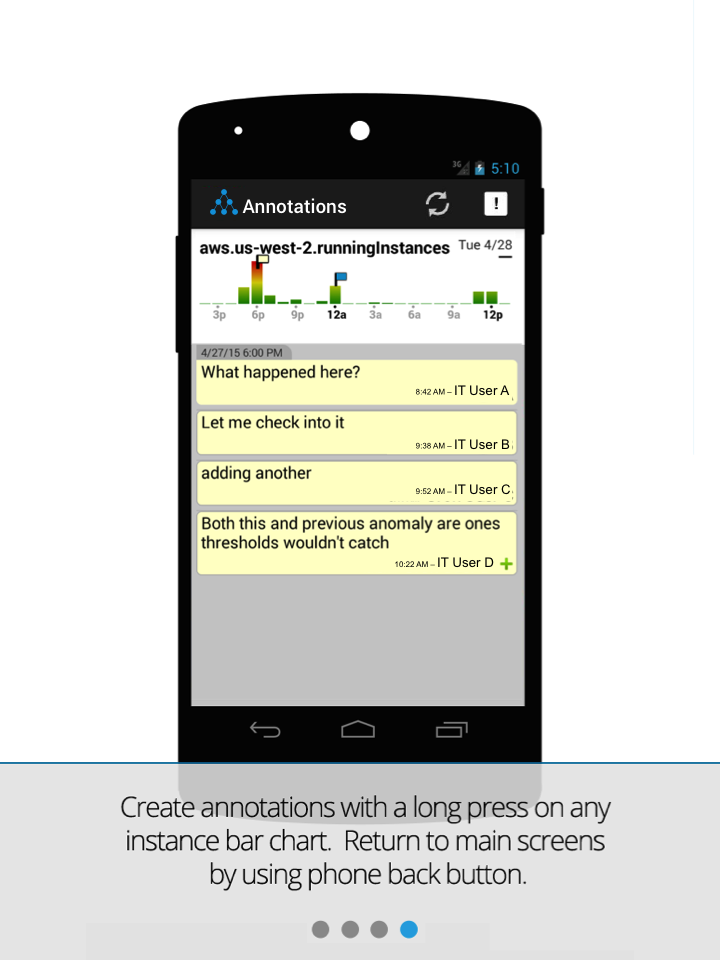 3G 5:10
Annotations
!
aws.us-west-2.runningInstances Tue 4/28
3p 6p 9p 12a 3a 6a 9a 12p
4/27/15 6:00 PM
What happened here?
8:42 AM – IT User A
Let me check into it
9:38 AM – IT User B
adding another
9:52 AM – IT User C
Both this and previous anomaly are ones
thresholds wouldn't catch
10:22 AM – IT User D
Create annotations with a long press on any
instance bar chart. Return to main screens
by using phone back button.